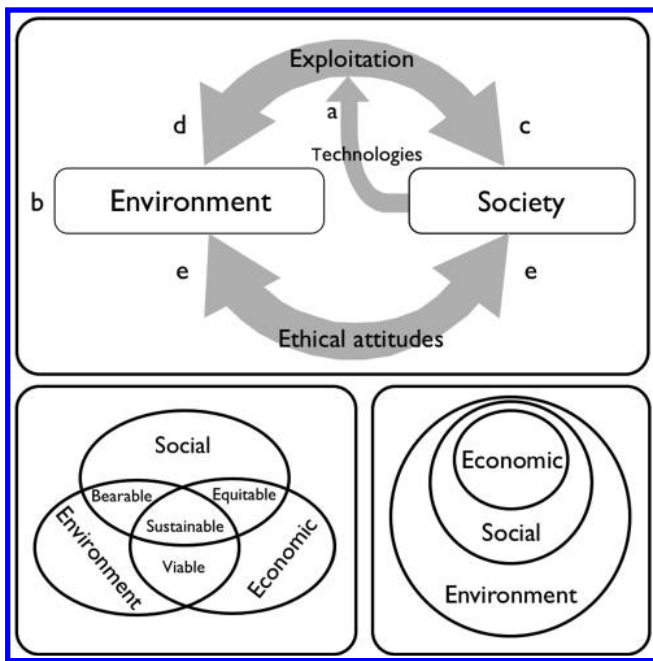 Exploitation
d
a
c
Technologies
b
Environment
Society
e
e
Ethical attitudes
Social
Bearable
Equitable
Sustainable
Environment
Economic
Viable
Economic
Social
Environment